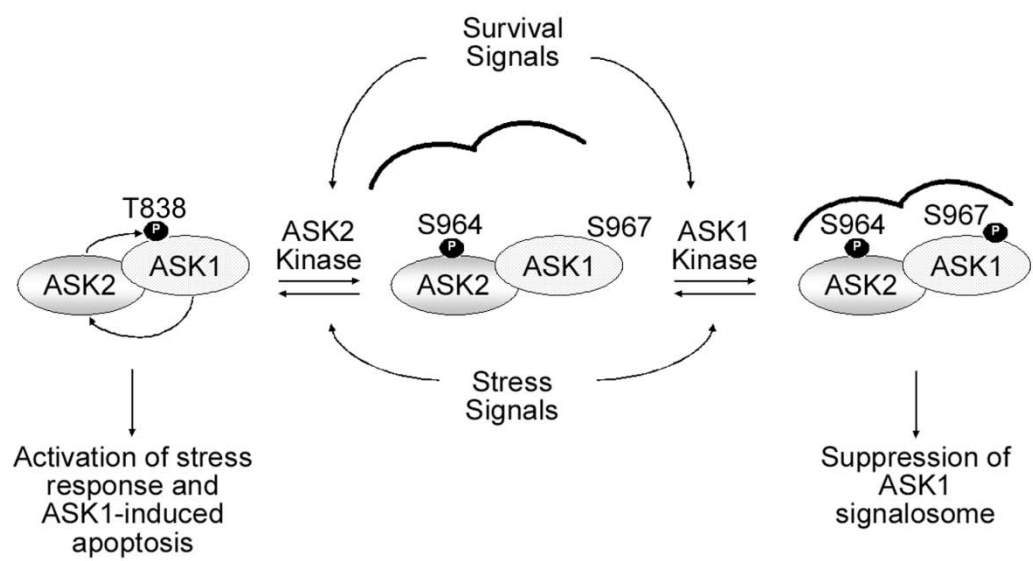 Survival
Signals
T838
P
ASK2
ASK1
ASK2
Kinase
S964
P
S967
ASK2
ASK1
ASK1
Kinase
S964
P
S967
P
ASK2
ASK1
Stress
Signals
Activation of stress
response and
ASK1-induced
apoptosis
Suppression of
ASK1
signalosome